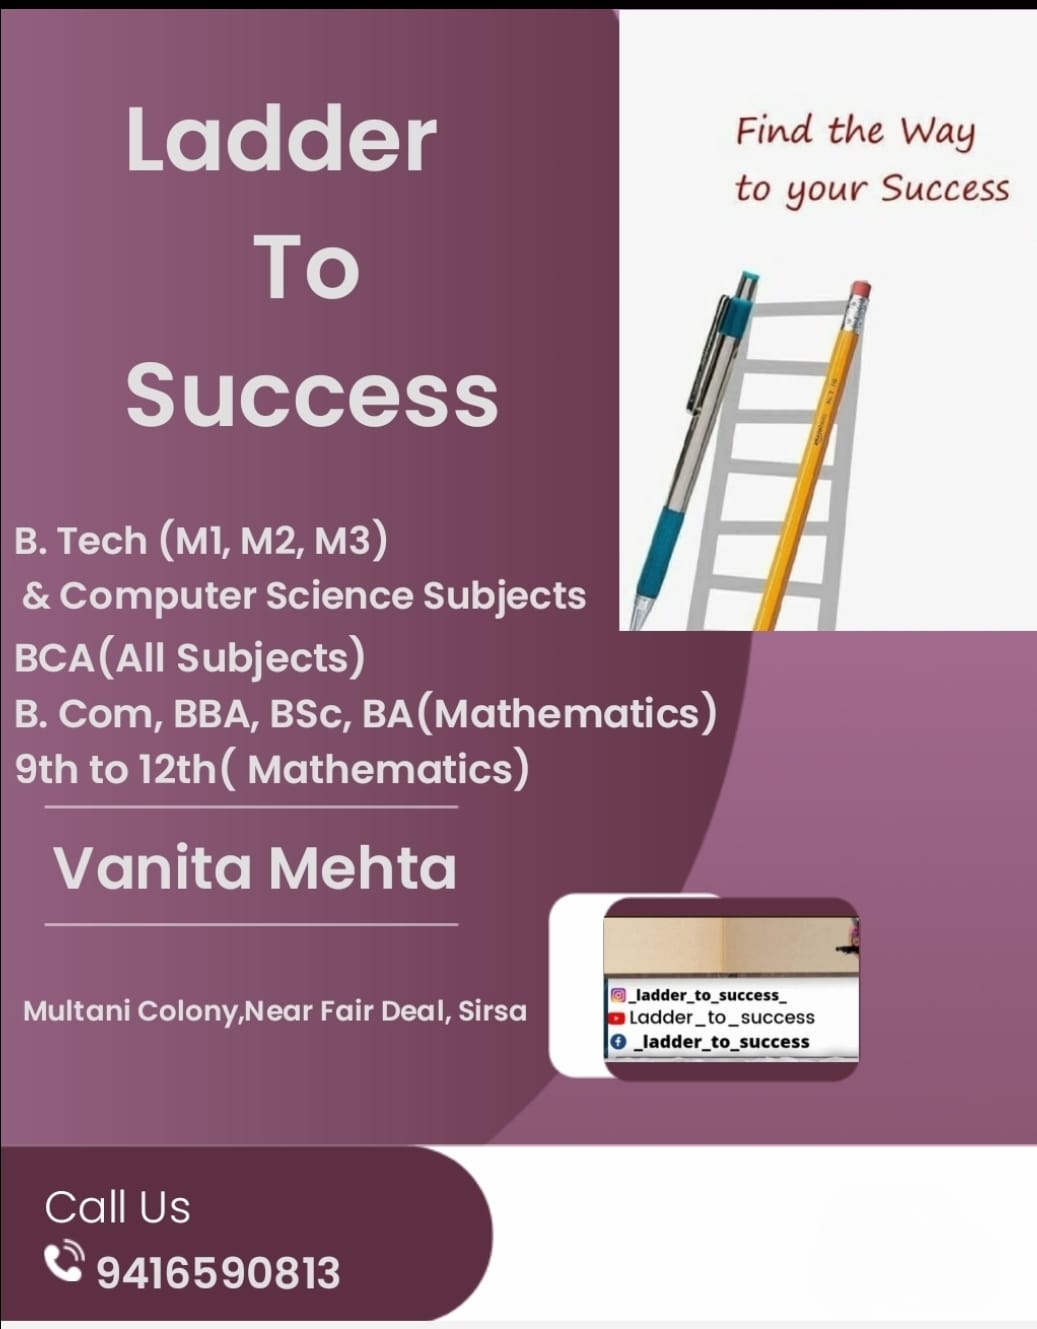 Ladder
To
Success
Find the Way
to your Success
B. Tech (M1, M2, M3)
& Computer Science Subjects
BCA(All Subjects)
B. Com, BBA, BSc, BA(Mathematics)
9th to 12th( Mathematics)
Vanita Mehta
Multani Colony,Near Fair Deal, Sirsa
_ladder_to_success_
Ladder_to_success
_ladder_to_success
Call Us
9416590813